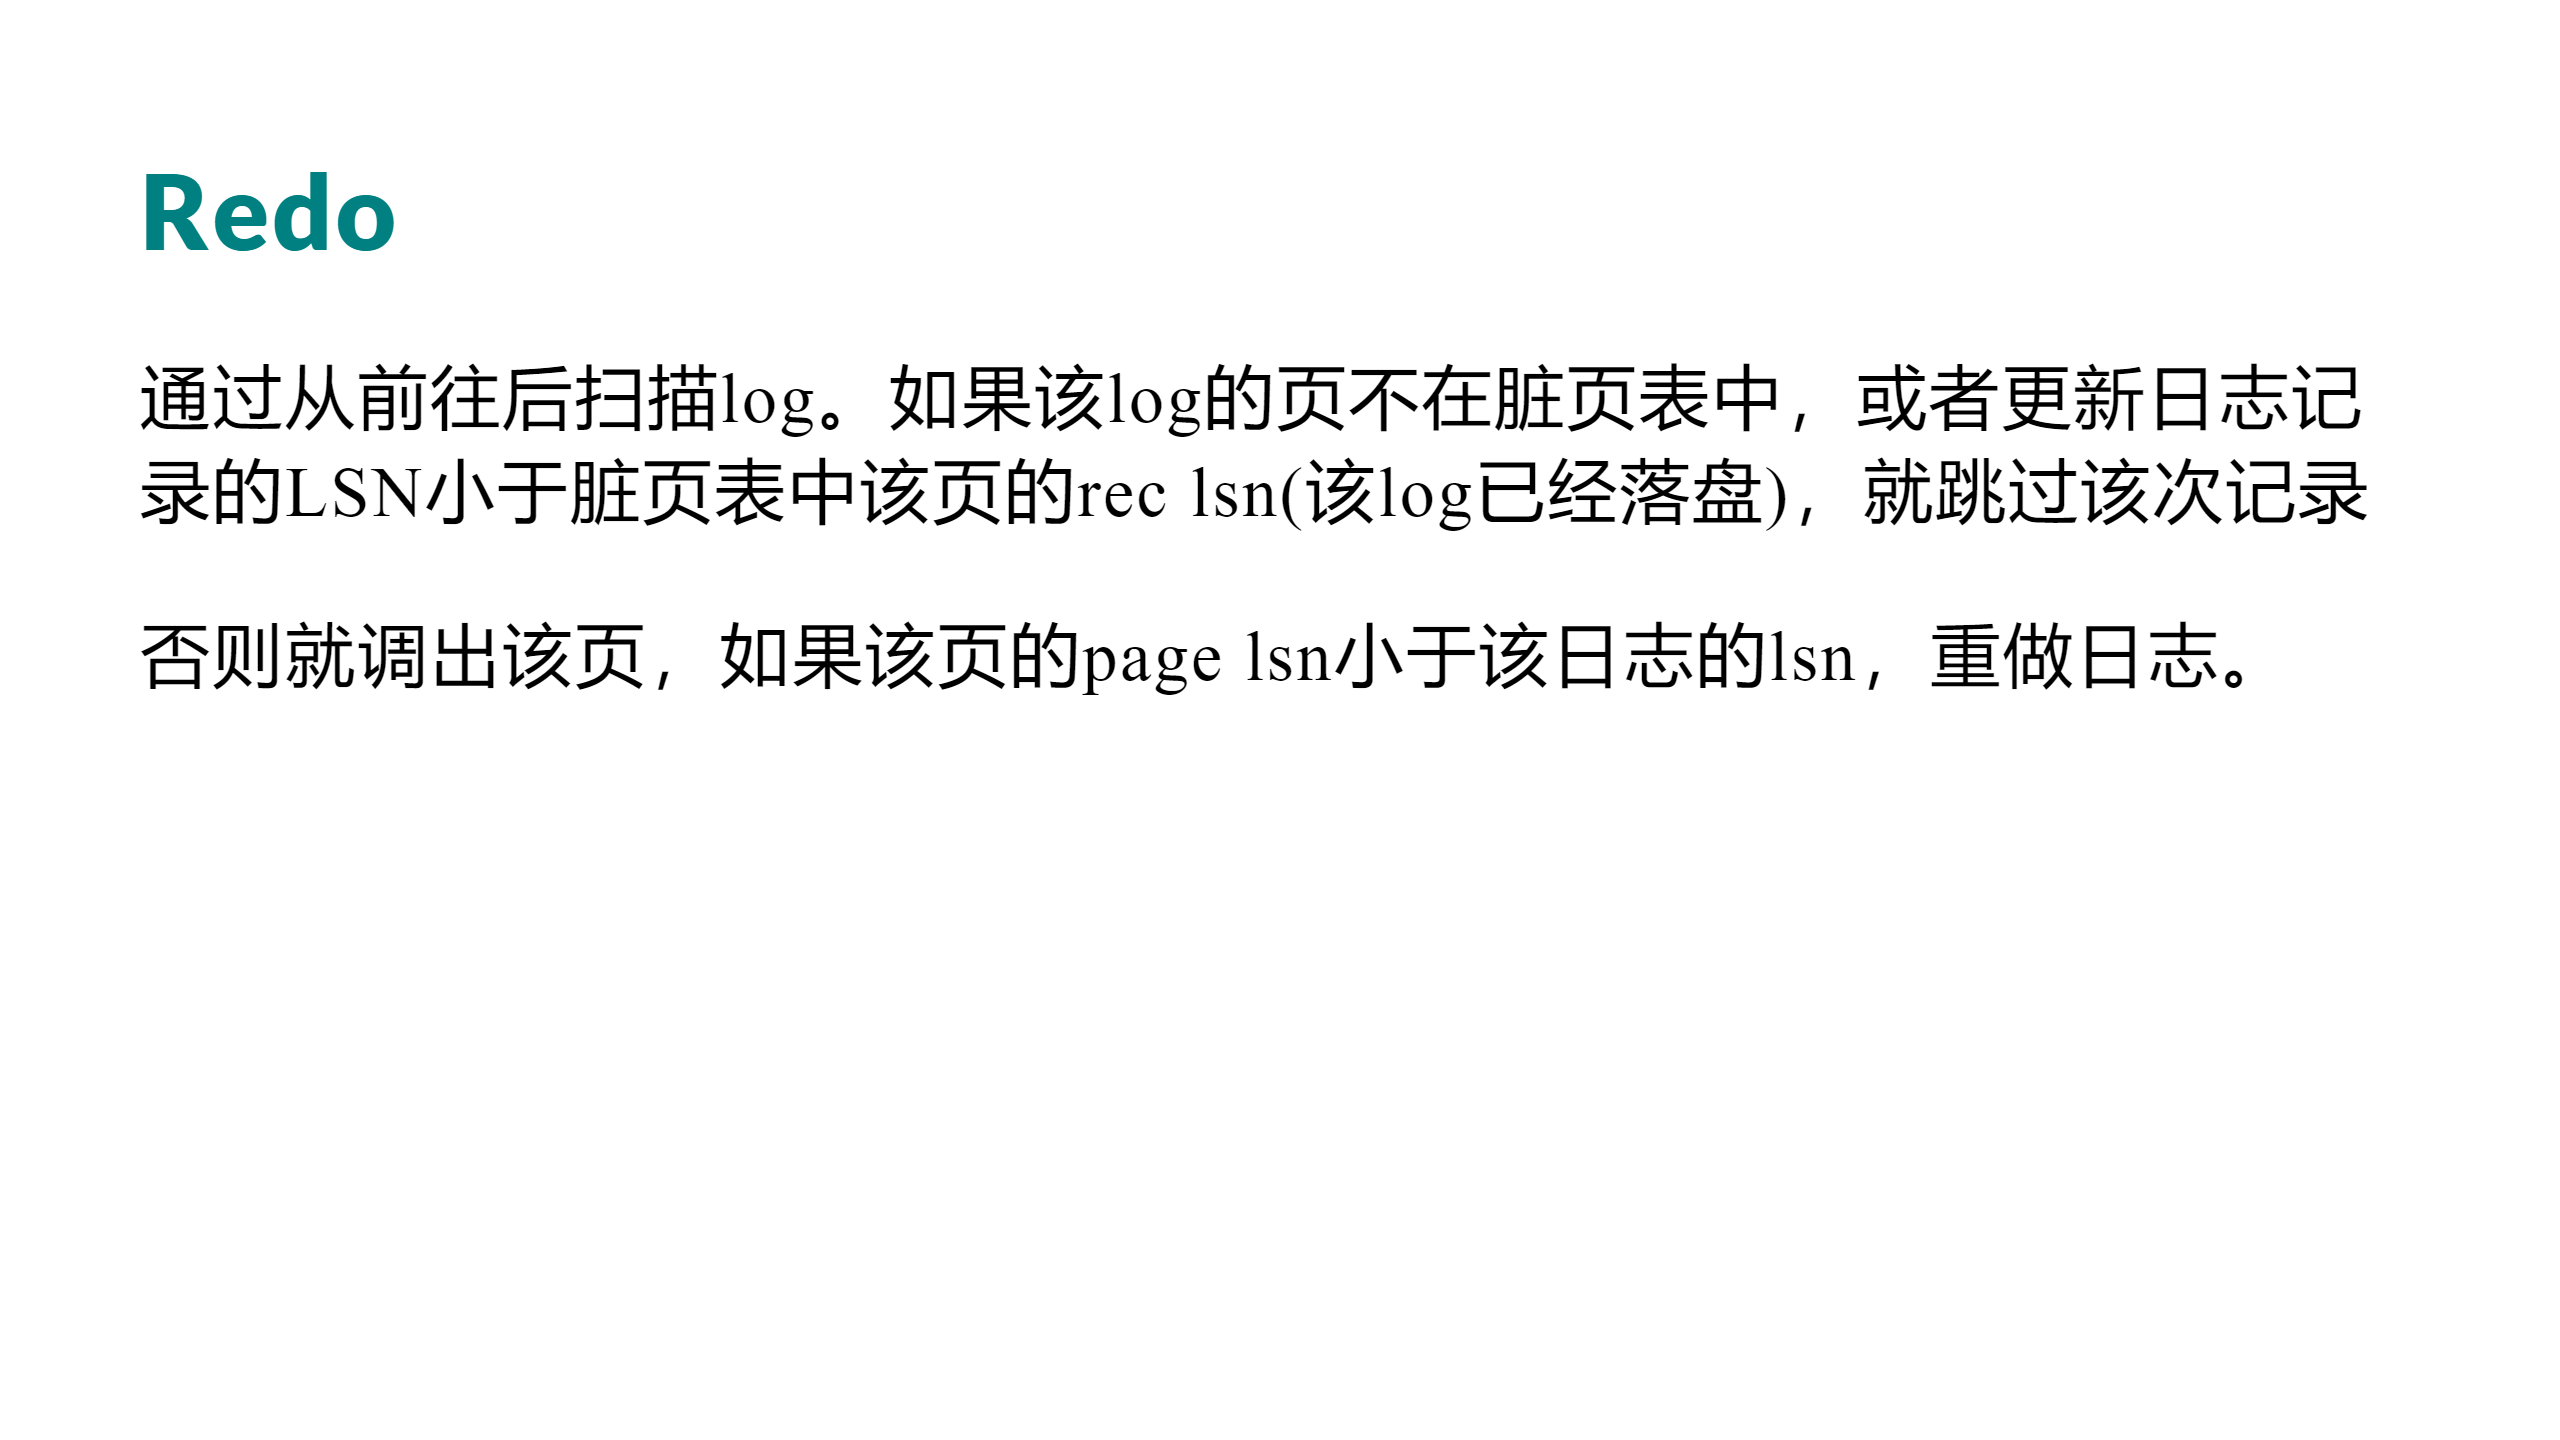 Redo
通过从前往后扫描log。如果该log的页不在脏页表中，或者更新日志记
录的LSN小于脏页表中该页的rec lsn(该log已经落盘)，就跳过该次记录
否则就调出该页，如果该页的page lsn小于该日志的lsn，重做日志。